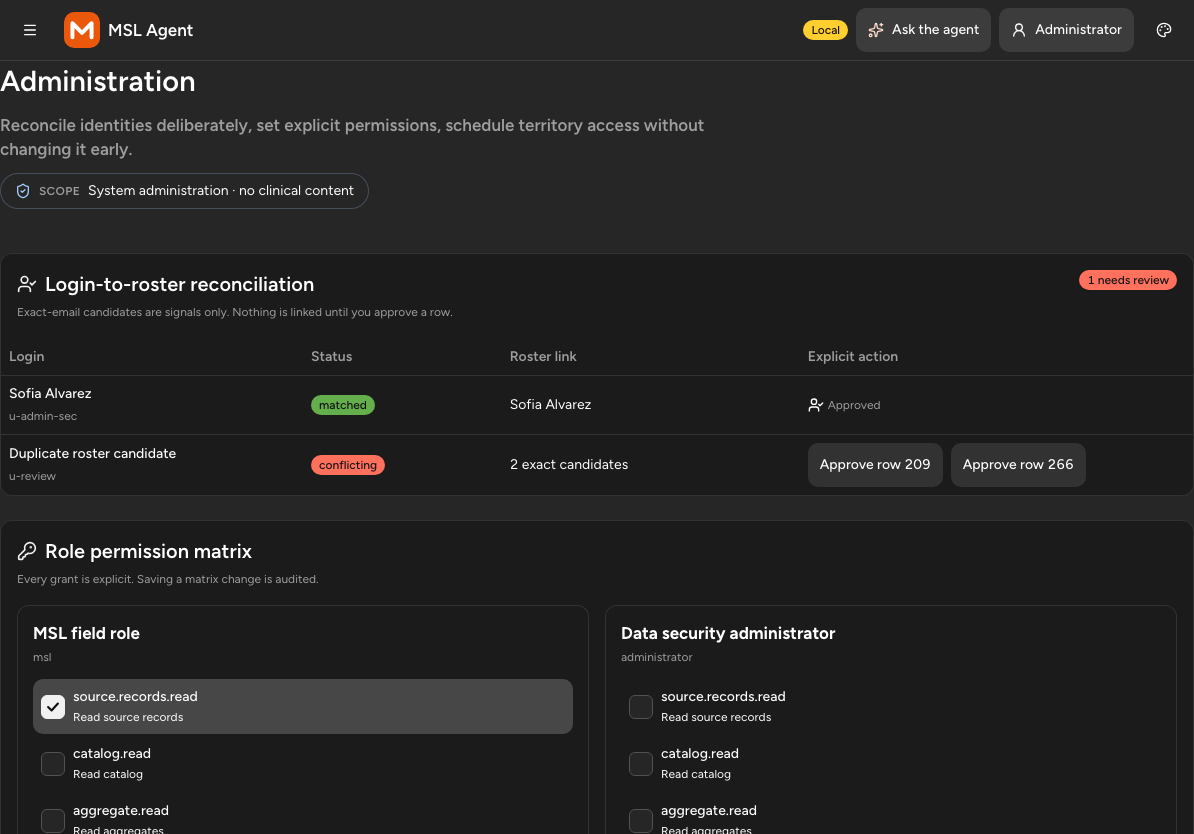 MSL Agent
Local
Ask the agent
Administrator
Administration
Reconcile identities deliberately, set explicit permissions, schedule territory access without
changing it early.
SCOPE System administration · no clinical content
Login-to-roster reconciliation
1 needs review
Exact-email candidates are signals only. Nothing is linked until you approve a row.
Login Status Roster link Explicit action
Sofia Alvarez
u-admin-sec
matched
Sofia Alvarez
Approved
Duplicate roster candidate
u-review
conflicting
2 exact candidates
Approve row 209
Approve row 266
Role permission matrix
Every grant is explicit. Saving a matrix change is audited.
MSL field role
msl
source.records.read
Read source records
catalog.read
Read catalog
aggregate.read
Read aggregates
Data security administrator
administrator
source.records.read
Read source records
catalog.read
Read catalog
aggregate.read
Read aggregates